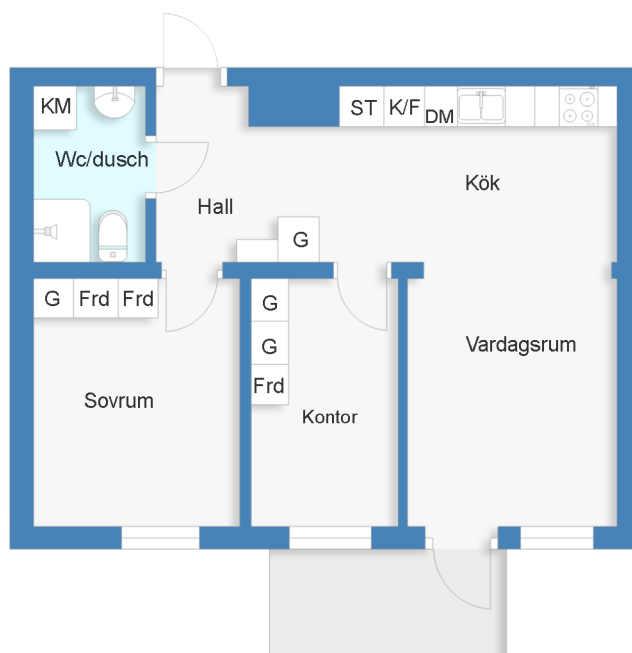 KM
ST
K/F
DM
Wc/dusch
Kök
Hall
G
G
Frd
Frd
G
G
Frd
Vardagsrum
Sovrum
Kontor